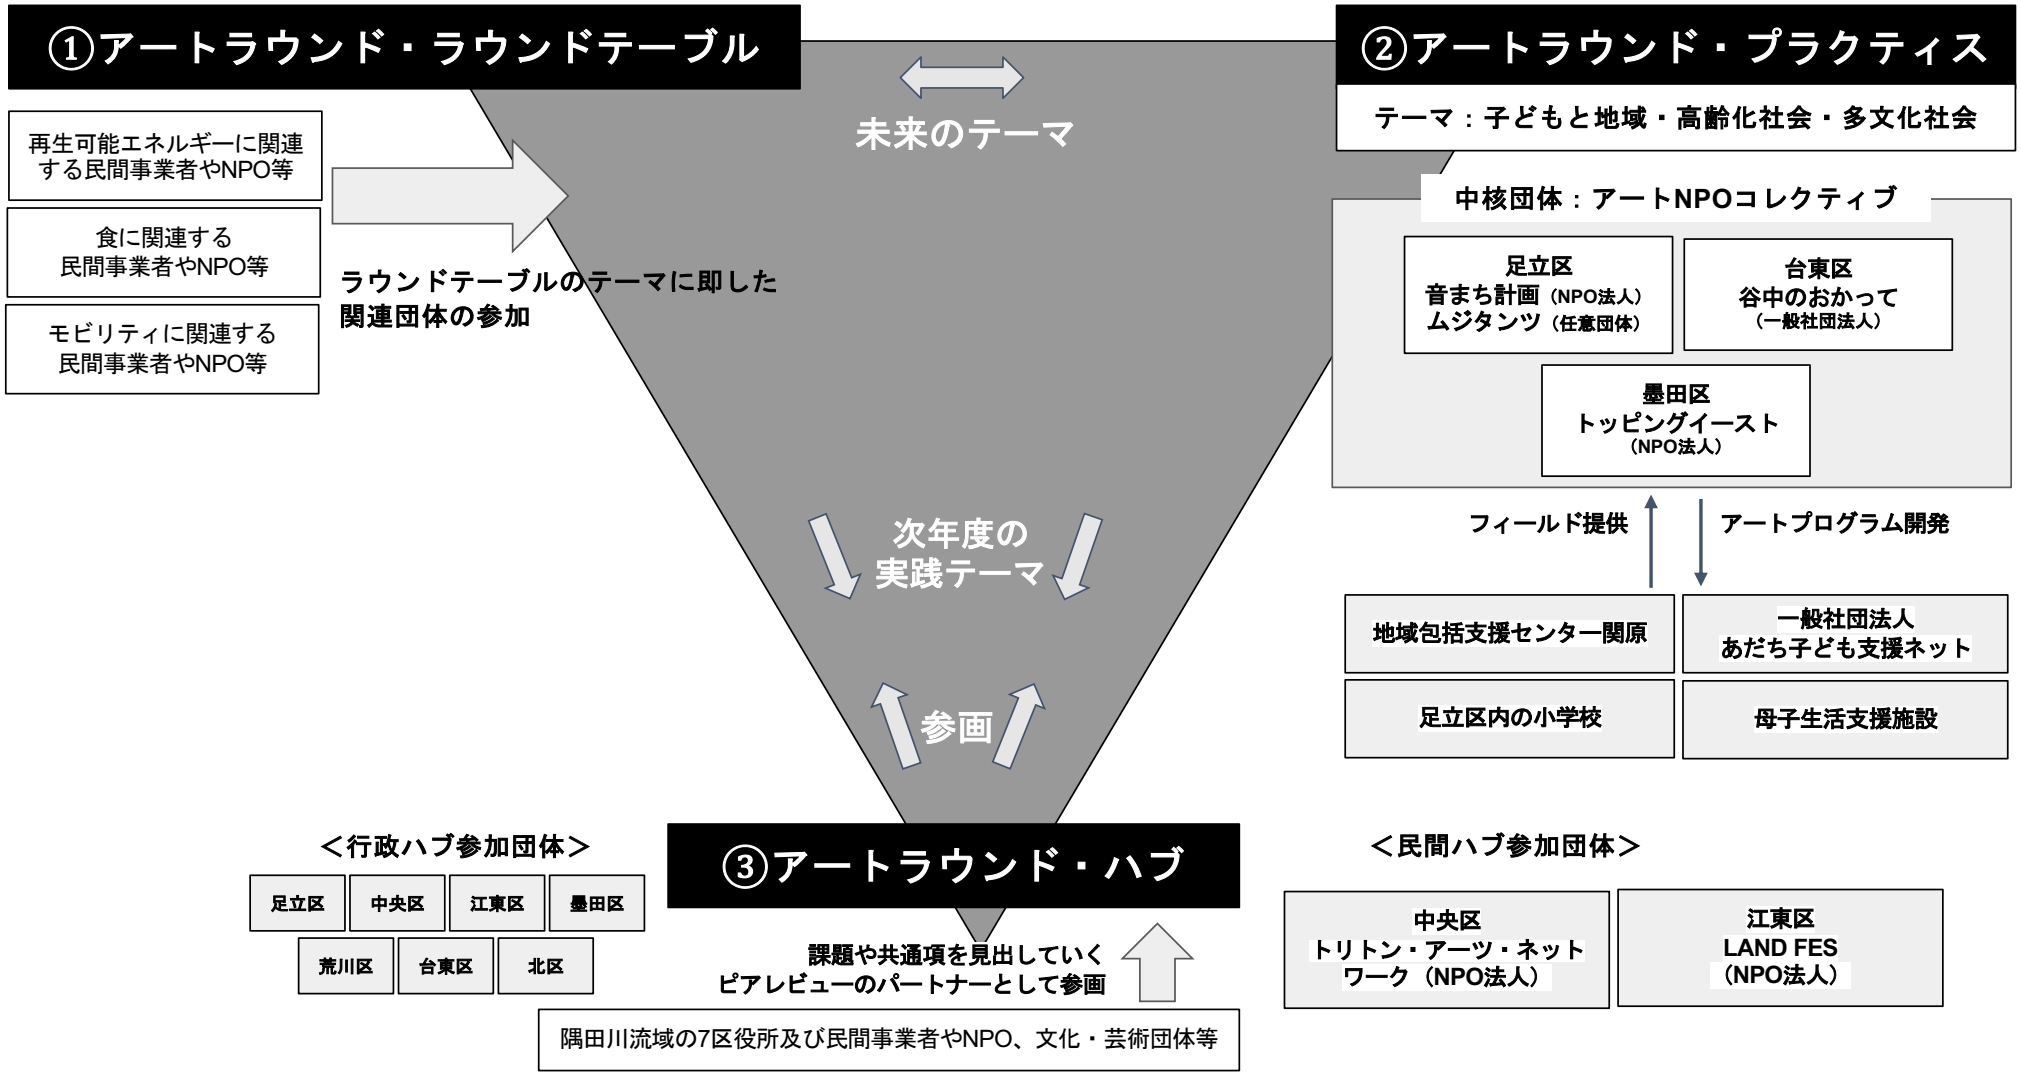 ①アートラウンド・ラウンドテーブル
再生可能エネルギーに関連
する民間事業者やNPO等
食に関連する
民間事業者やNPO等
モビリティに関連する
民間事業者やNPO等
ラウンドテーブルのテーマに即した
関連団体の参加
未来のテーマ
次年度の
実践テーマ
参画
②アートラウンド・プラクティス
テーマ：子どもと地域・高齢化社会・多文化社会
中核団体：アートNPOコレクティブ
足立区
音まち計画（NPO法人）
ムジタンツ（任意団体）
台東区
谷中のおかって
（一般社団法人）
墨田区
トッピングイースト
（NPO法人）
フィールド提供
アートプログラム開発
地域包括支援センター関原
一般社団法人
あだち子ども支援ネット
足立区内の小学校
母子生活支援施設
③アートラウンド・ハブ
＜行政ハブ参加団体＞
足立区
中央区
江東区
墨田区
荒川区
台東区
北区
課題や共通項を見出していく
ピアレビューのパートナーとして参画
隅田川流域の7区役所及び民間事業者やNPO、文化・芸術団体等
＜民間ハブ参加団体＞
中央区
トリトン・アーツ・ネット
ワーク（NPO法人）
江東区
LAND FES
（NPO法人）